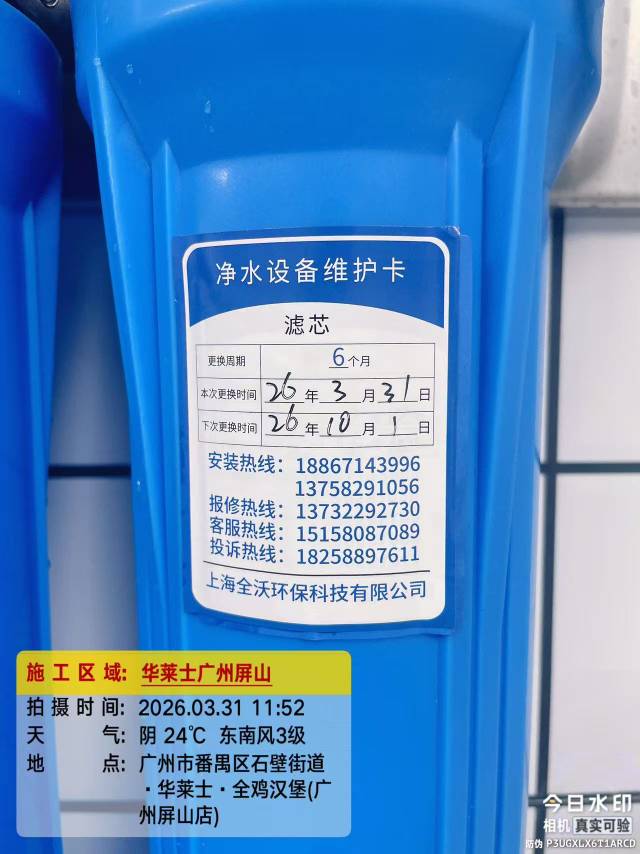 净水设备维护卡
滤芯
更换周期 6个月
本次更换时间 26年3月31日
下次更换时间 26年10月1日
安装热线：18867143996
13758291056
报修热线：13732292730
客服热线：15158087089
投诉热线：18258897611
上海全沃环保科技有限公司
施工区域：华莱士广州屏山
拍摄时间：2026.03.31 11:52
天气：阴 24℃ 东南风3级
地点：广州市番禺区石壁街道
·华莱士·全鸡汉堡(广
州屏山店)
今日水印
相机 真实可验
防伪 P3UGXLX6T1ARCD